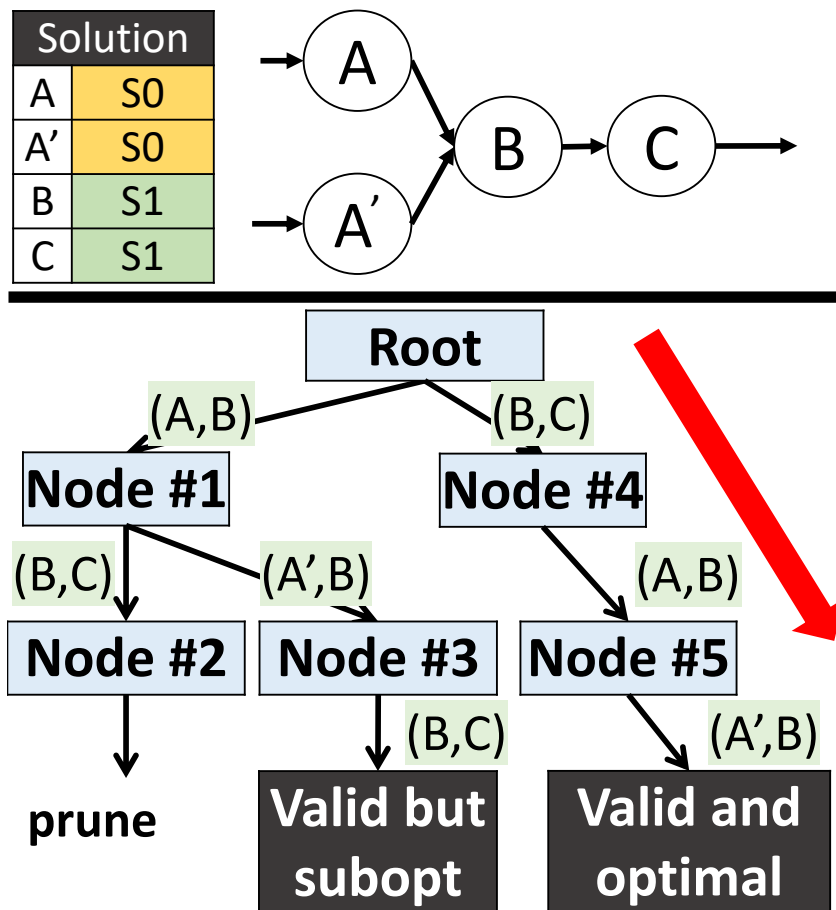 Solution
A S0
A' S0
B S1
C S1
A
A'
B
C
Root
(A,B)
(B,C)
Node #1
Node #4
(B,C)
(A',B)
(A,B)
Node #2
Node #3
Node #5
(B,C)
(A',B)
prune
Valid but
subopt
Valid and
optimal